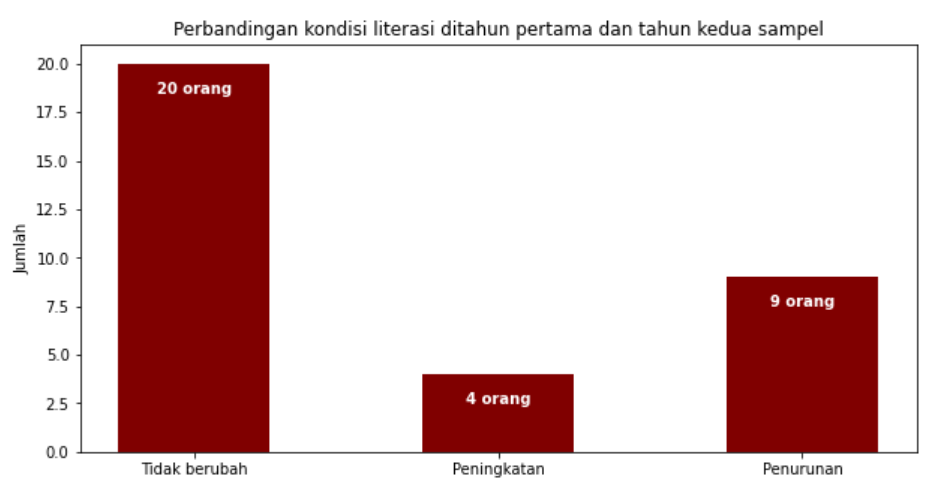 Perbandingan kondisi literasi ditahun pertama dan tahun kedua sampel
20.0
17.5
15.0
12.5
10.0
7.5
5.0
2.5
0.0
Jumlah
20 orang
4 orang
9 orang
Tidak berubah
Peningkatan
Penurunan